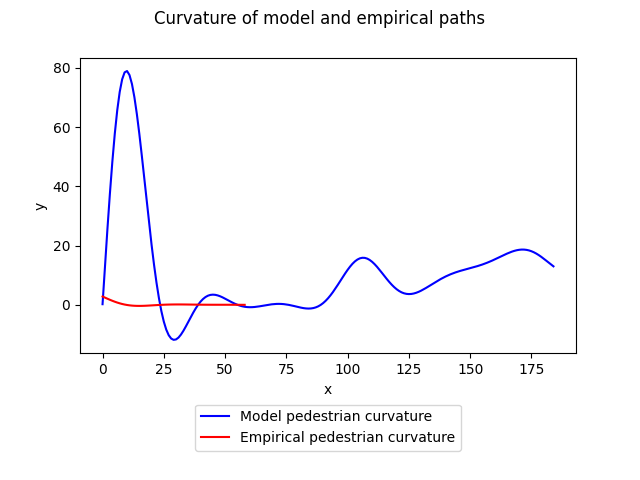 Curvature of model and empirical paths
80
60
40
20
0
y
0 25 50 75 100 125 150 175
x
Model pedestrian curvature
Empirical pedestrian curvature